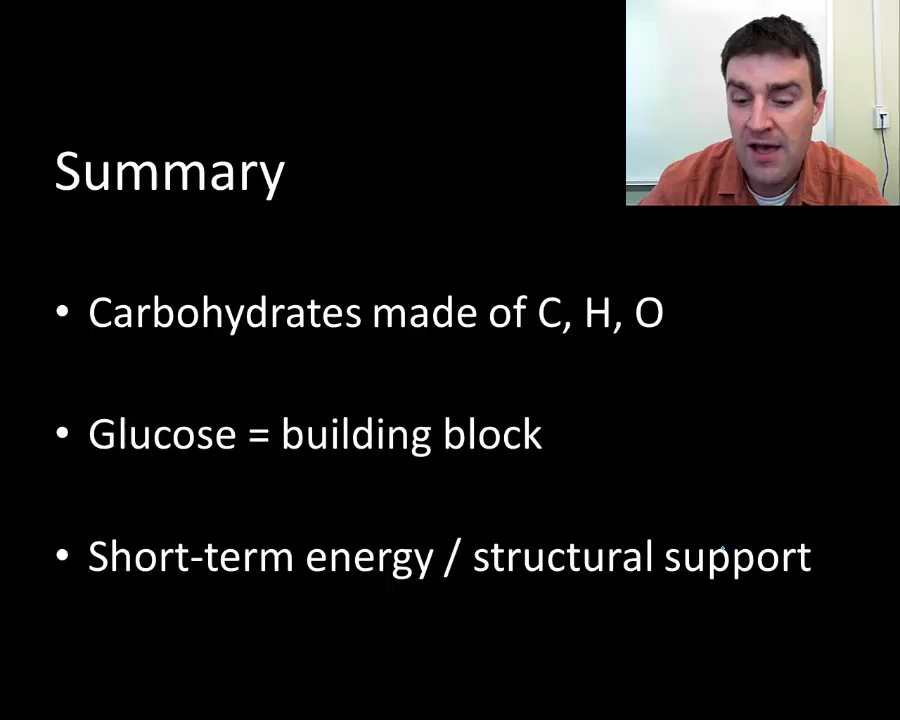 Summary
• Carbohydrates made of C, H, O
• Glucose = building block
• Short-term energy / structural support